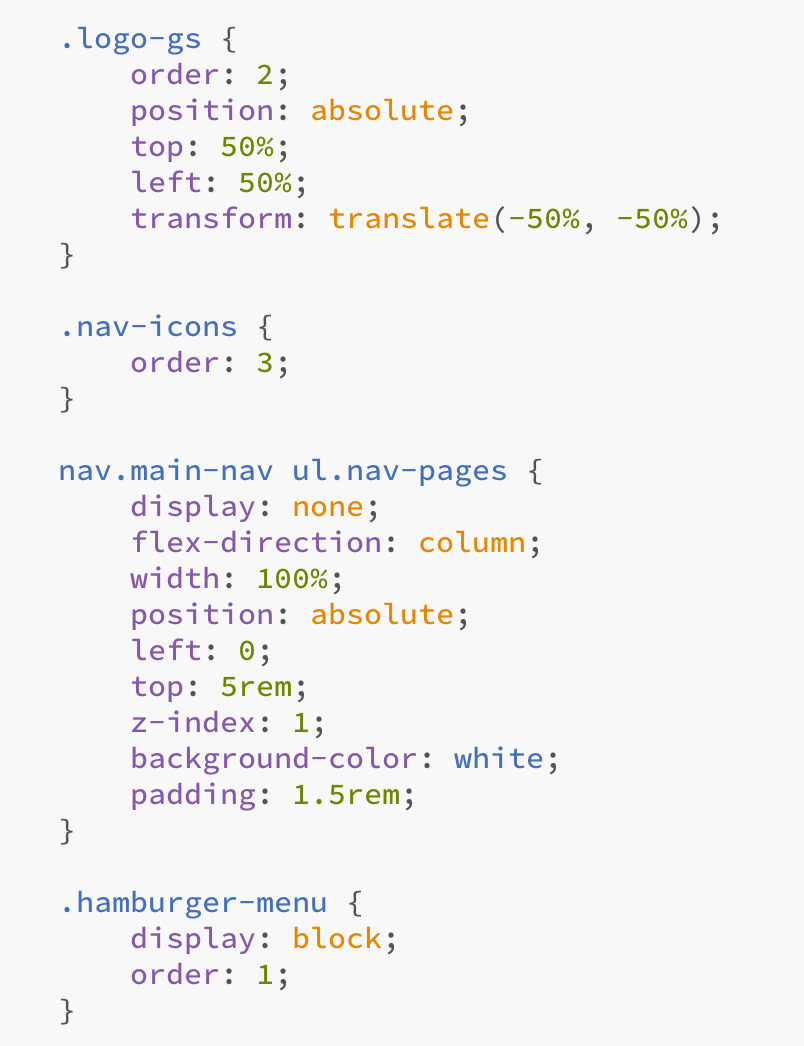 .logo-gs {
    order: 2;
    position: absolute;
    top: 50%;
    left: 50%;
    transform: translate(-50%, -50%);
}

.nav-icons {
    order: 3;
}

nav.main-nav ul.nav-pages {
    display: none;
    flex-direction: column;
    width: 100%;
    position: absolute;
    left: 0;
    top: 5rem;
    z-index: 1;
    background-color: white;
    padding: 1.5rem;
}

.hamburger-menu {
    display: block;
    order: 1;
}